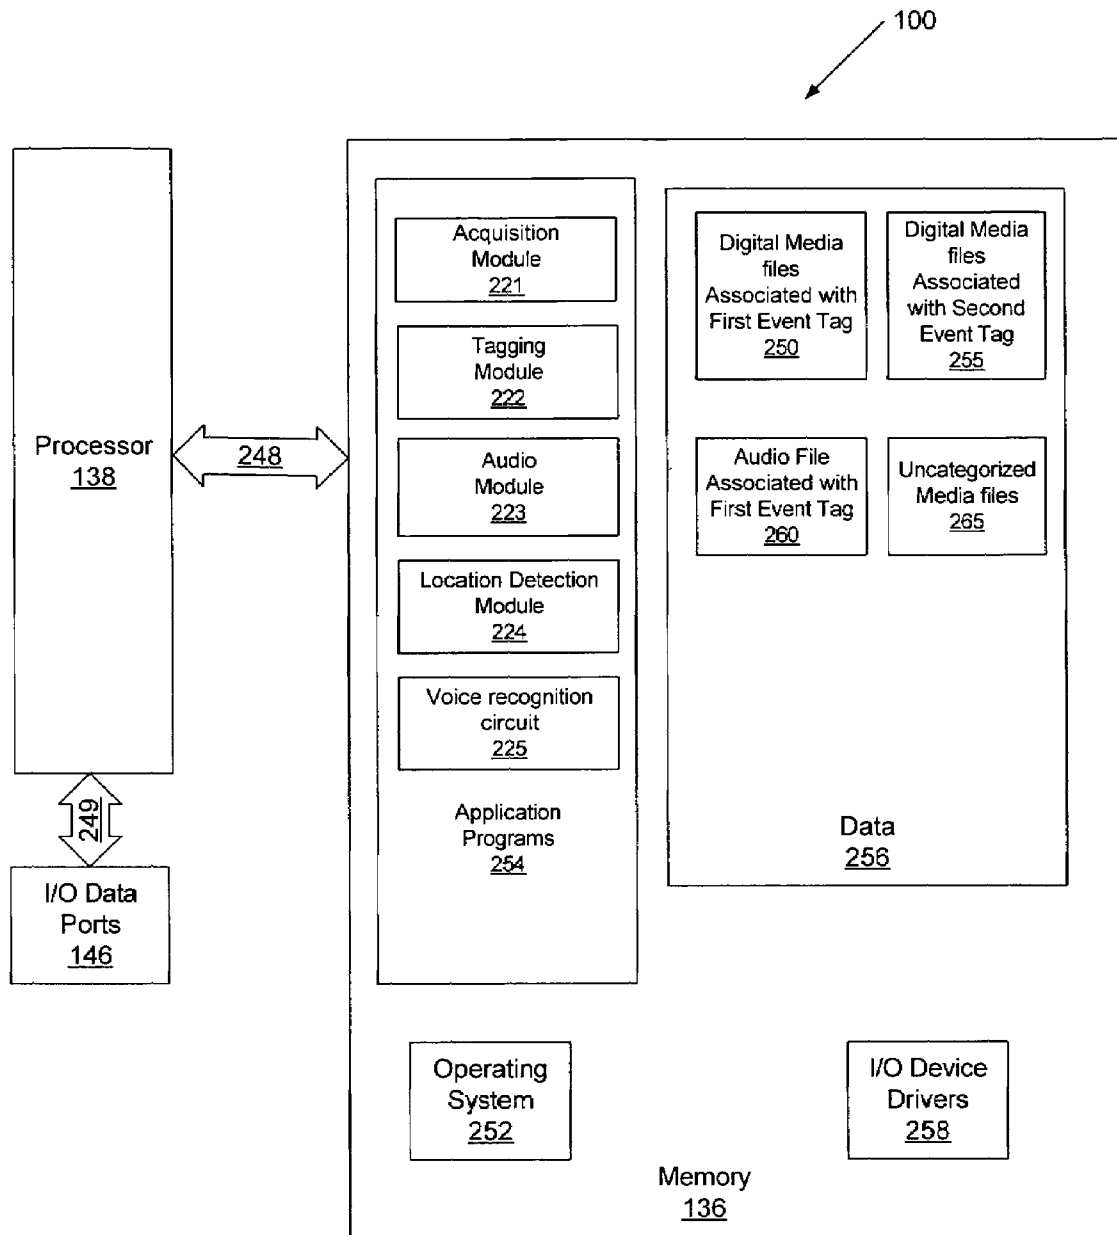 100
Processor
138
248
249
I/O Data
Ports
146
Acquisition
Module
221
Tagging
Module
222
Audio
Module
223
Location Detection
Module
224
Voice recognition
circuit
225
Application
Programs
254
Digital Media
files
Associated with
First Event Tag
250
Digital Media
files
Associated
with Second
Event Tag
255
Audio File
Associated with
First Event Tag
260
Uncategorized
Media files
265
Data
256
Operating
System
252
I/O Device
Drivers
258
Memory
136